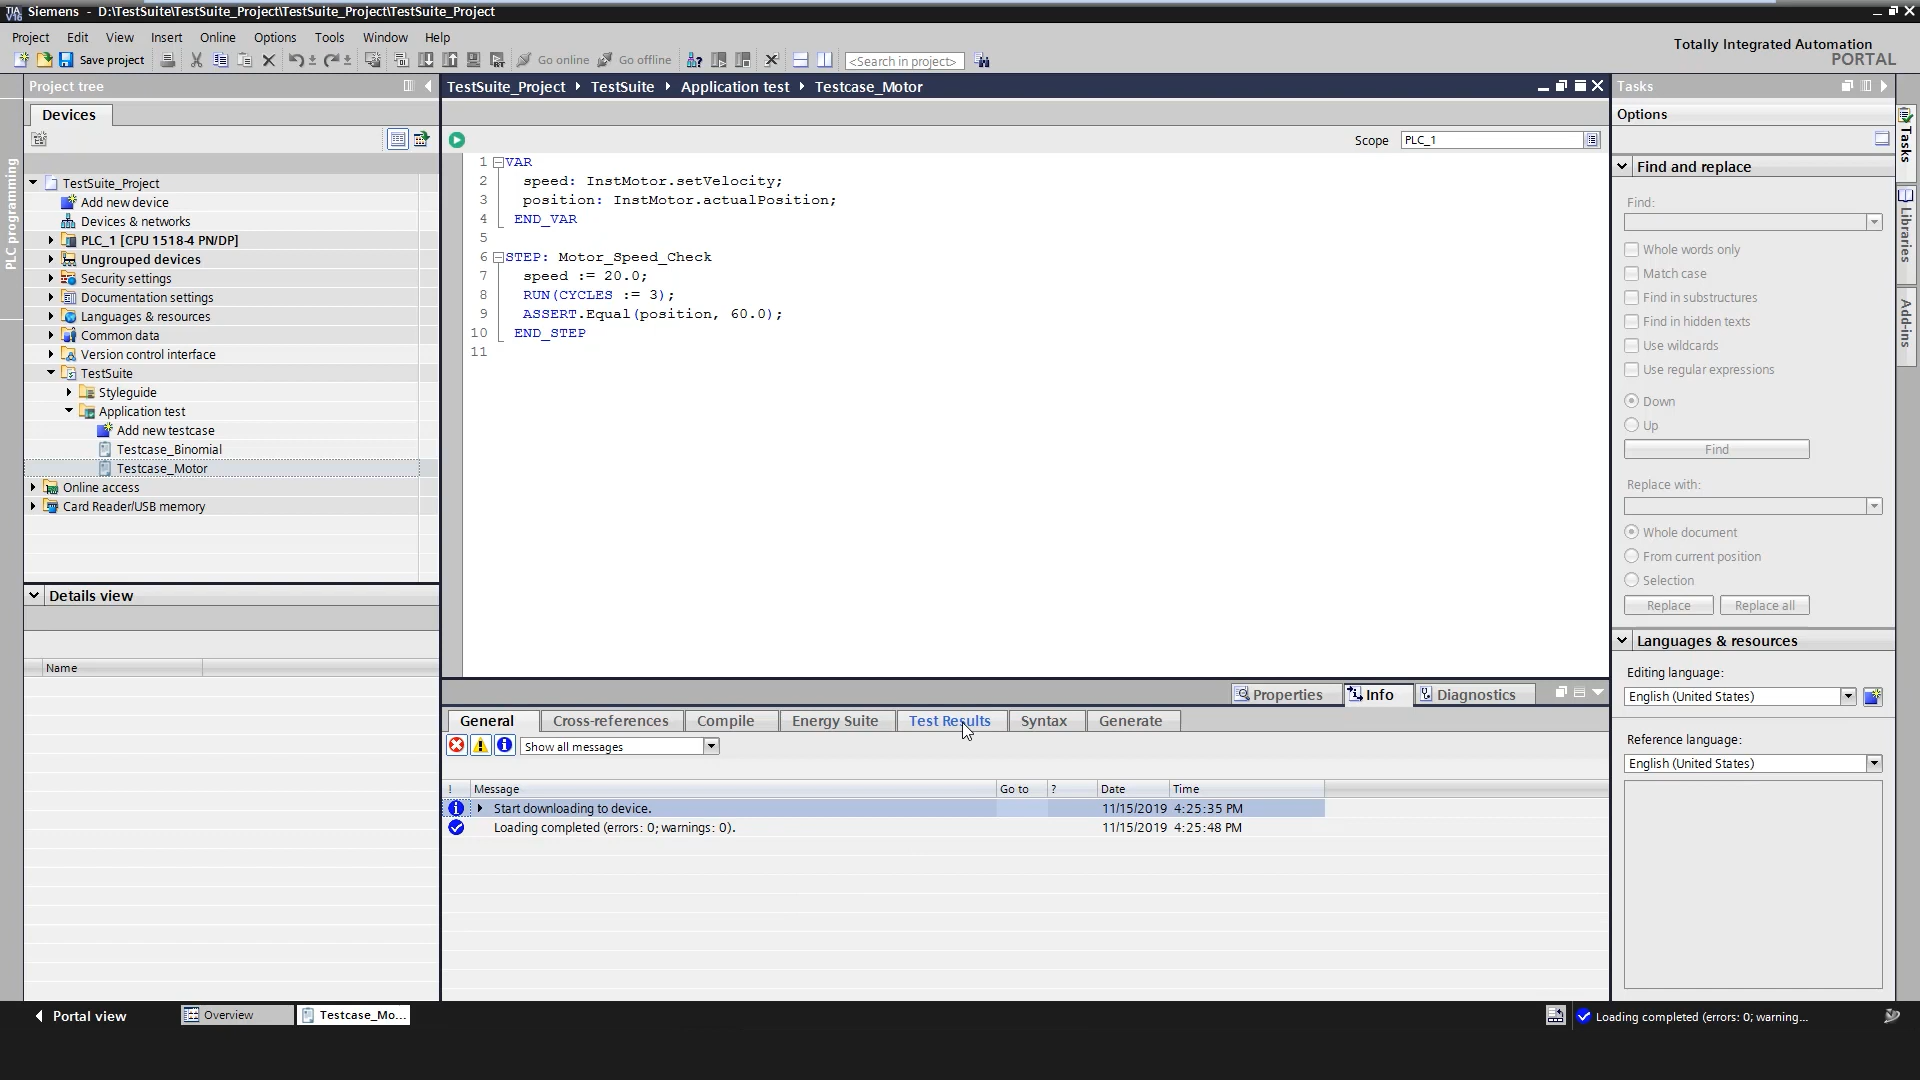 Siemens - D:\TestSuite\TestSuite_Project\TestSuite_Project\TestSuite_Project
Project Edit View Insert Online Options Tools Window Help
Totally Integrated Automation
PORTAL
Save project
Go online
Go offline
<Search in project>
Project tree
Devices
PLC programming
TestSuite_Project
Add new device
Devices & networks
PLC_1 [CPU 1518-4 PN/DP]
Ungrouped devices
Security settings
Documentation settings
Languages & resources
Common data
Version control interface
TestSuite
Styleguide
Application test
Add new testcase
Testcase_Binomial
Testcase_Motor
Online access
Card Reader/USB memory
Details view
Name
TestSuite_Project TestSuite Application test Testcase_Motor
Scope PLC_1
1 VAR
2 speed: InstMotor.setVelocity;
3 position: InstMotor.actualPosition;
4 END_VAR
5
6 STEP: Motor_Speed_Check
7 speed := 20.0;
8 RUN(CYCLES := 3);
9 ASSERT.Equal(position, 60.0);
10 END_STEP
11
Properties Info Diagnostics
General Cross-references Compile Energy Suite Test Results Syntax Generate
Show all messages
! Message Go to ? Date Time
Start downloading to device. 11/15/2019 4:25:35 PM
Loading completed (errors: 0; warnings: 0). 11/15/2019 4:25:48 PM
Tasks
Options
Find and replace
Find:
Whole words only
Match case
Find in substructures
Find in hidden texts
Use wildcards
Use regular expressions
Down
Up
Find
Replace with:
Whole document
From current position
Selection
Replace Replace all
Languages & resources
Editing language:
English (United States)
Reference language:
English (United States)
Tasks
Libraries
Add-ins
Portal view
Overview
Testcase_Mo...
Loading completed (errors: 0; warning...